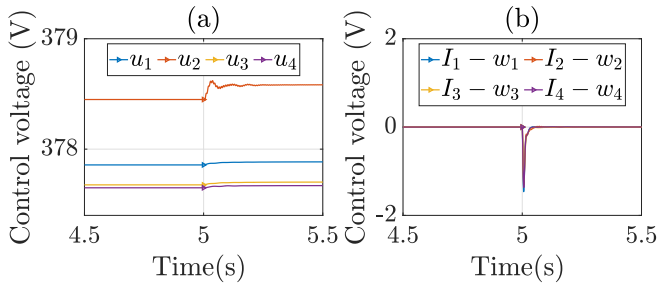 (a)
379
378
Control voltage (V)
u₁ u₂ u₃ u₄
4.5 5 5.5
Time(s)
(b)
2
0
-2
Control voltage (V)
I₁ − w₁ I₂ − w₂
I₃ − w₃ I₄ − w₄
4.5 5 5.5
Time(s)